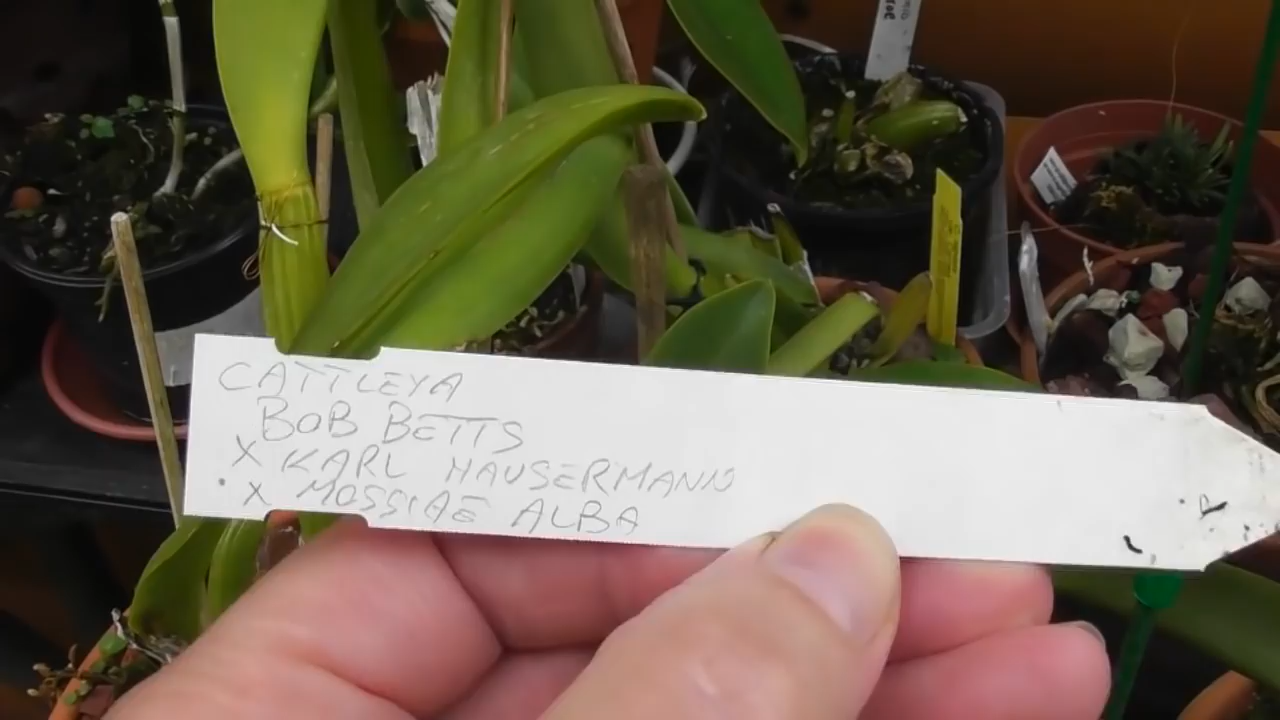 CATTLEYA
BOB BETTS
X KARL HAUSERMANN
X MOSSIAE ALBA